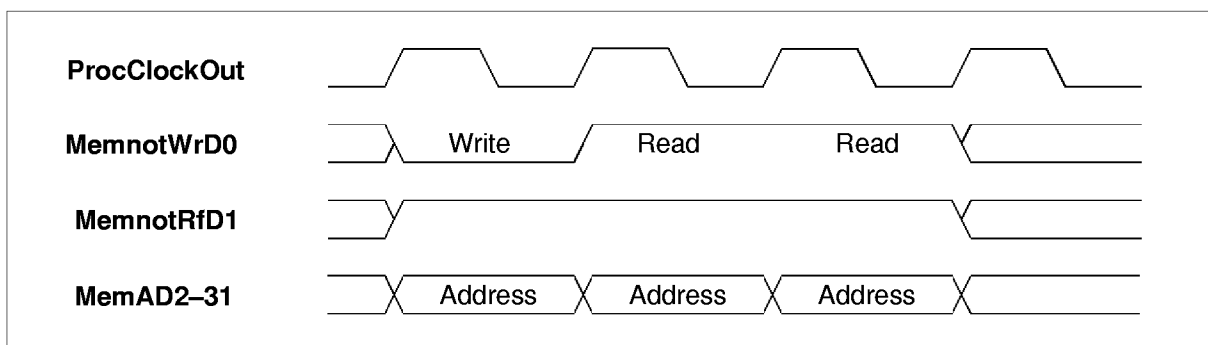 ProcClockOut
MemnotWrD0 Write Read Read
MemnotRfD1
MemAD2–31 Address Address Address